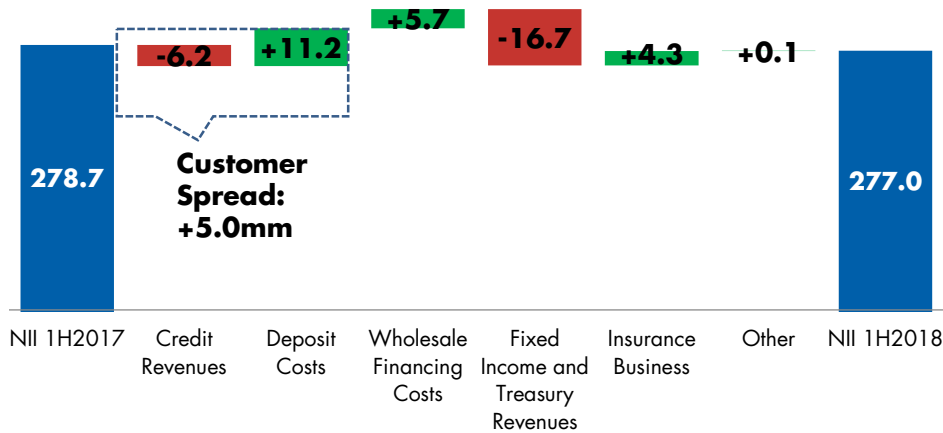 -6.2
+11.2
+5.7
-16.7
+4.3
+0.1
278.7
Customer
Spread:
+5.0mm
277.0
NII 1H2017
Credit
Revenues
Deposit
Costs
Wholesale
Financing
Costs
Fixed
Income and
Treasury
Revenues
Insurance
Business
Other
NII 1H2018